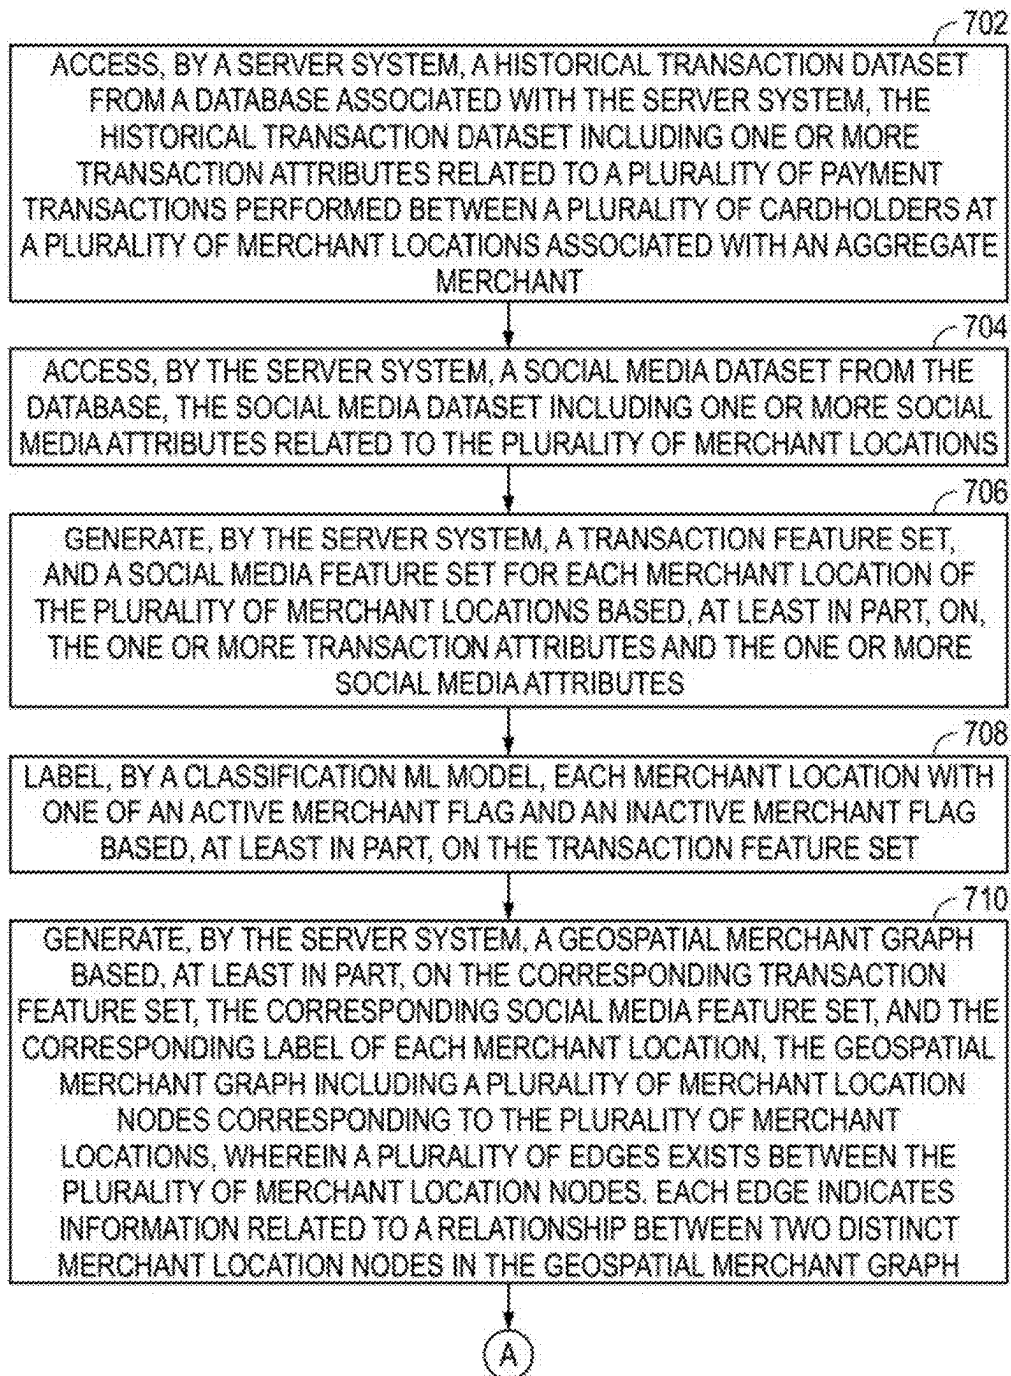 702
ACCESS, BY A SERVER SYSTEM, A HISTORICAL TRANSACTION DATASET
FROM A DATABASE ASSOCIATED WITH THE SERVER SYSTEM, THE
HISTORICAL TRANSACTION DATASET INCLUDING ONE OR MORE
TRANSACTION ATTRIBUTES RELATED TO A PLURALITY OF PAYMENT
TRANSACTIONS PERFORMED BETWEEN A PLURALITY OF CARDHOLDERS AT
A PLURALITY OF MERCHANT LOCATIONS ASSOCIATED WITH AN AGGREGATE
MERCHANT
704
ACCESS, BY THE SERVER SYSTEM, A SOCIAL MEDIA DATASET FROM THE
DATABASE, THE SOCIAL MEDIA DATASET INCLUDING ONE OR MORE SOCIAL
MEDIA ATTRIBUTES RELATED TO THE PLURALITY OF MERCHANT LOCATIONS
706
GENERATE, BY THE SERVER SYSTEM, A TRANSACTION FEATURE SET,
AND A SOCIAL MEDIA FEATURE SET FOR EACH MERCHANT LOCATION OF
THE PLURALITY OF MERCHANT LOCATIONS BASED, AT LEAST IN PART, ON,
THE ONE OR MORE TRANSACTION ATTRIBUTES AND THE ONE OR MORE
SOCIAL MEDIA ATTRIBUTES
708
LABEL, BY A CLASSIFICATION ML MODEL, EACH MERCHANT LOCATION WITH
ONE OF AN ACTIVE MERCHANT FLAG AND AN INACTIVE MERCHANT FLAG
BASED, AT LEAST IN PART, ON THE TRANSACTION FEATURE SET
710
GENERATE, BY THE SERVER SYSTEM, A GEOSPATIAL MERCHANT GRAPH
BASED, AT LEAST IN PART, ON THE CORRESPONDING TRANSACTION
FEATURE SET, THE CORRESPONDING SOCIAL MEDIA FEATURE SET, AND THE
CORRESPONDING LABEL OF EACH MERCHANT LOCATION, THE GEOSPATIAL
MERCHANT GRAPH INCLUDING A PLURALITY OF MERCHANT LOCATION
NODES CORRESPONDING TO THE PLURALITY OF MERCHANT
LOCATIONS, WHEREIN A PLURALITY OF EDGES EXISTS BETWEEN THE
PLURALITY OF MERCHANT LOCATION NODES. EACH EDGE INDICATES
INFORMATION RELATED TO A RELATIONSHIP BETWEEN TWO DISTINCT
MERCHANT LOCATION NODES IN THE GEOSPATIAL MERCHANT GRAPH
A